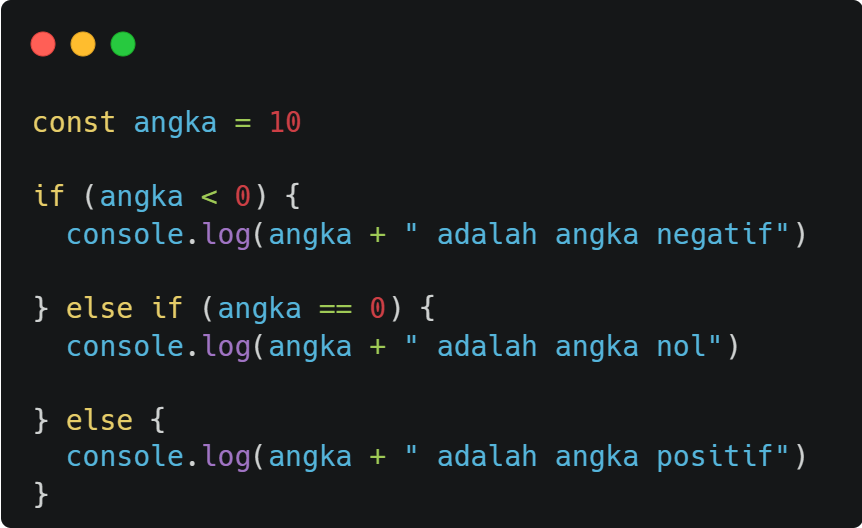 const angka = 10
if (angka < 0) {
  console.log(angka + " adalah angka negatif")
} else if (angka == 0) {
  console.log(angka + " adalah angka nol")
} else {
  console.log(angka + " adalah angka positif")
}